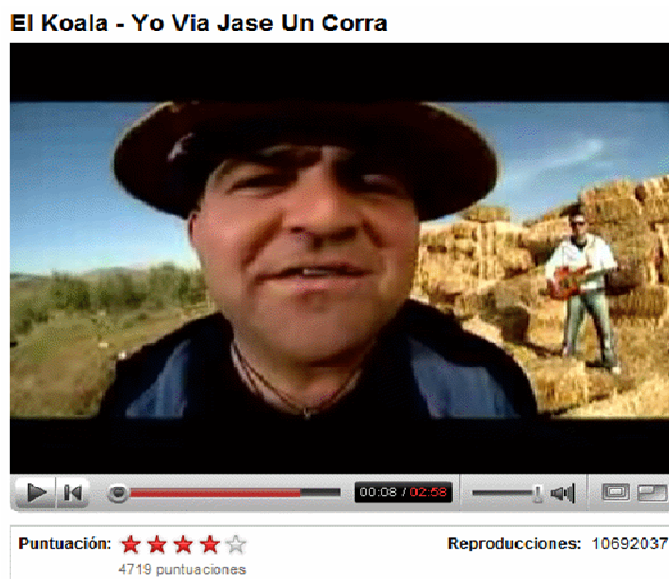 El Koala - Yo Via Jase Un Corra
00:08 / 02:58
Puntuación:
Reproducciones: 10692037
4719 puntuaciones